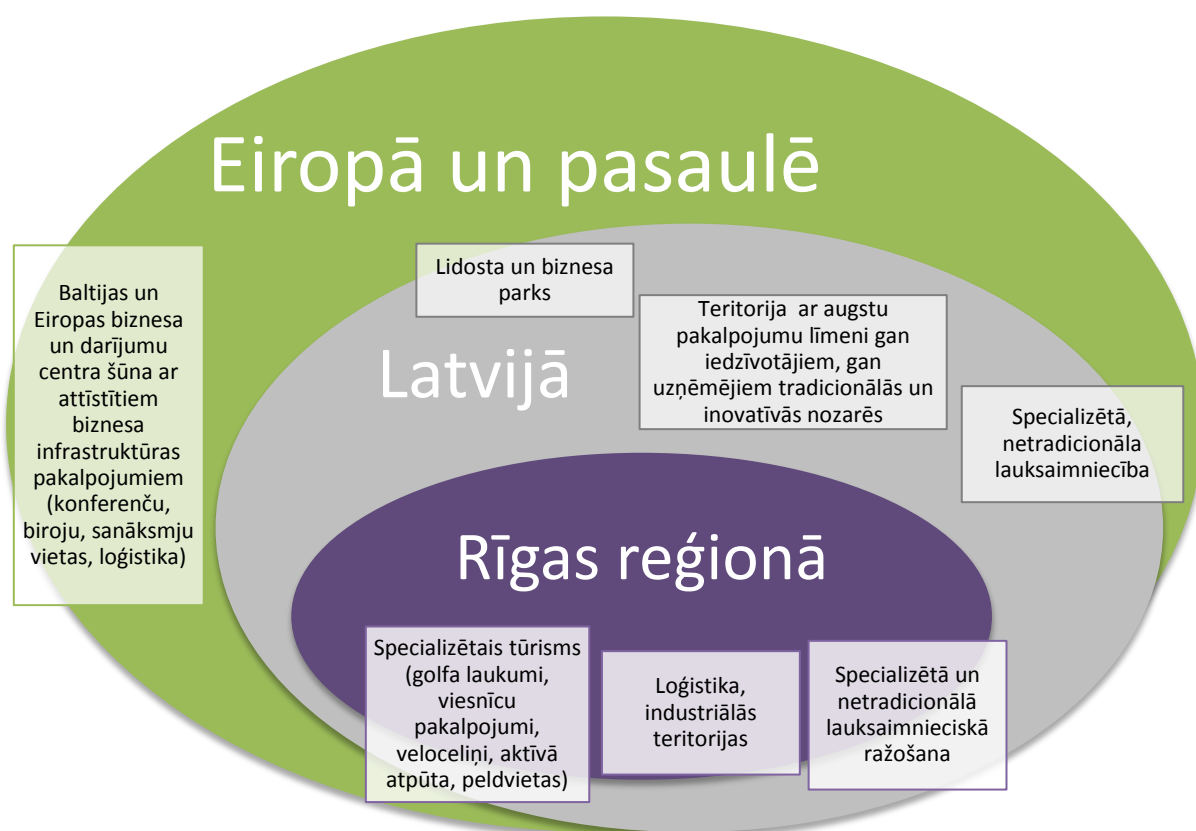 Eiropā un pasaulē
Baltijas un
Eiropas biznesa
un darījumu
centra šūna ar
attīstītiem
biznesa
infrastruktūras
pakalpojumiem
(konferenču,
biroju, sanāksmju
vietas, loģistika)
Lidosta un biznesa
parks
Latvijā
Teritorija ar augstu
pakalpojumu līmeni gan
iedzīvotājiem, gan
uzņēmējiem tradicionālās un
inovatīvās nozarēs
Specializētā,
netradicionāla
lauksaimniecība
Rīgas reģionā
Specializētais tūrisms
(golfa laukumi,
viesnīcu
pakalpojumi,
veloceliņi, aktīvā
atpūta, peldvietas)
Loģistika,
industriālās
teritorijas
Specializētā un
netradicionālā
lauksaimnieciskā
ražošana